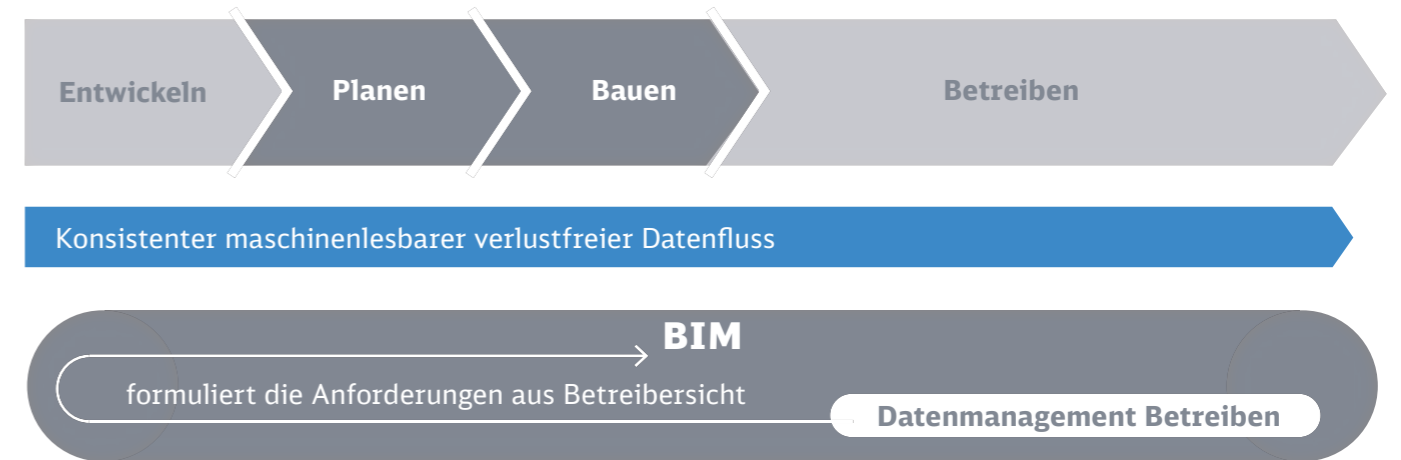 Entwickeln
Planen
Bauen
Betreiben
Konsistenter maschinenlesbarer verlustfreier Datenfluss
BIM
formuliert die Anforderungen aus Betreibersicht
Datenmanagement Betreiben